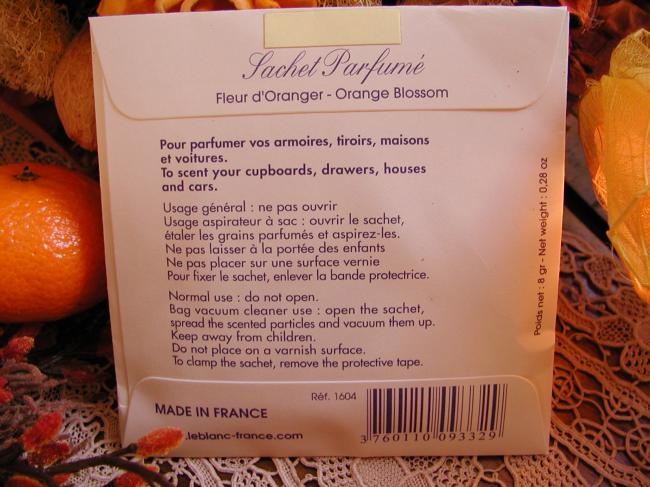 Sachet Parfumé
Fleur d'Oranger - Orange Blossom
Pour parfumer vos armoires, tiroirs, maisons
et voitures.
To scent your cupboards, drawers, houses
and cars.
Usage général : ne pas ouvrir
Usage aspirateur à sac : ouvrir le sachet,
étaler les grains parfumés et aspirez-les.
Ne pas laisser à la portée des enfants
Ne pas placer sur une surface vernie
Pour fixer le sachet, enlever la bande protectrice.
Normal use : do not open.
Bag vacuum cleaner use : open the sachet,
spread the scented particles and vacuum them up.
Keep away from children.
Do not place on a varnish surface.
To clamp the sachet, remove the protective tape.
Poids net : 8 gr - Net weight : 0,28 oz
Réf. 1604
MADE IN FRANCE
.leblanc-france.com
3 760110 093329